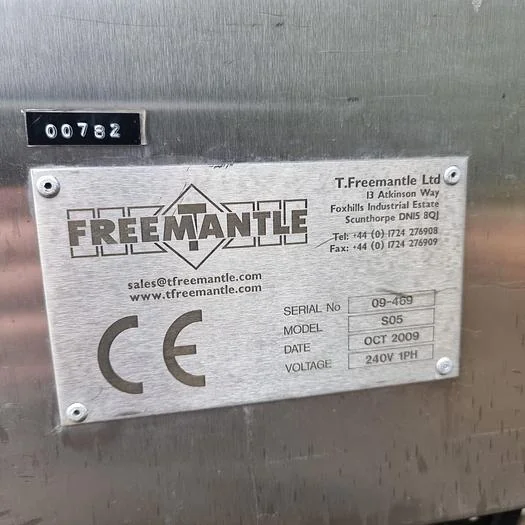 00782
FREEMANTLE
T.Freemantle Ltd
13 Atkinson Way
Foxhills Industrial Estate
Scunthorpe DN15 8QJ
Tel: +44 (0) 1724 276908
Fax: +44 (0) 1724 276909
sales@tfreemantle.com
www.tfreemantle.com
CE
SERIAL No 09-469
MODEL S05
DATE OCT 2009
VOLTAGE 240V 1PH